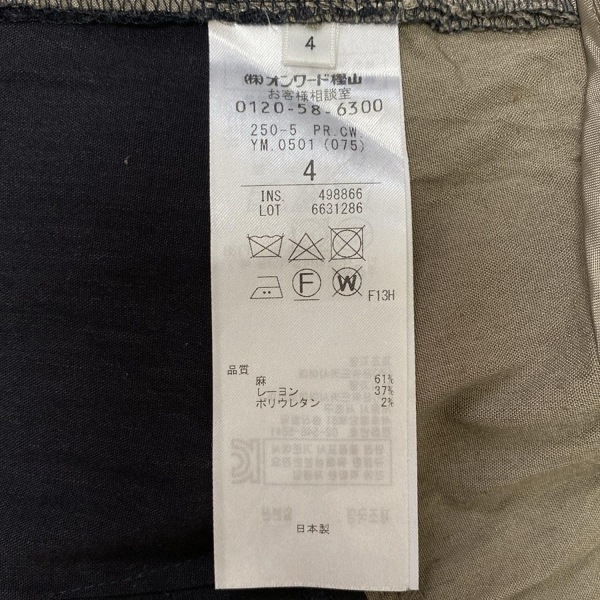 4
(株)オンワード樫山
お客様相談室
0120-58-6300
250-5 PR.CW.
YM.0501(075)
4
INS. 498866
LOT 6631286
F W F13H
品質
麻 61%
レーヨン 37%
ポリウレタン 2%
日本製